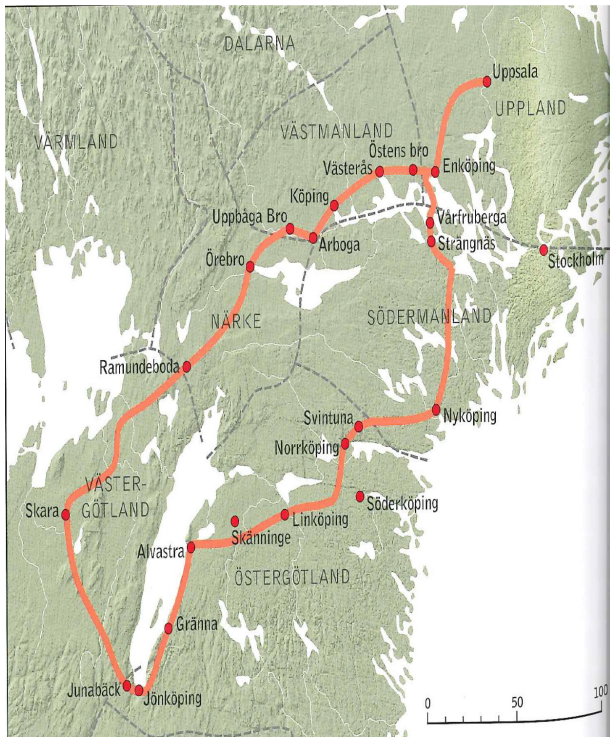 DALARNA
Uppsala
UPPLAND
VÄRMLAND
VÄSTMANLAND
Östens bro
Västerås
Enköping
Köping
Uppbåga Bro
Vårfruberga
Arboga
Strängnäs
Örebro
Stockholm
NÄRKE
SÖDERMANLAND
Ramundeboda
Svintuna
Nyköping
Norrköping
VÄSTER-
GÖTLAND
Skara
Linköping
Söderköping
Skänninge
Alvastra
ÖSTERGÖTLAND
Gränna
Junabäck
Jönköping
0 50 100